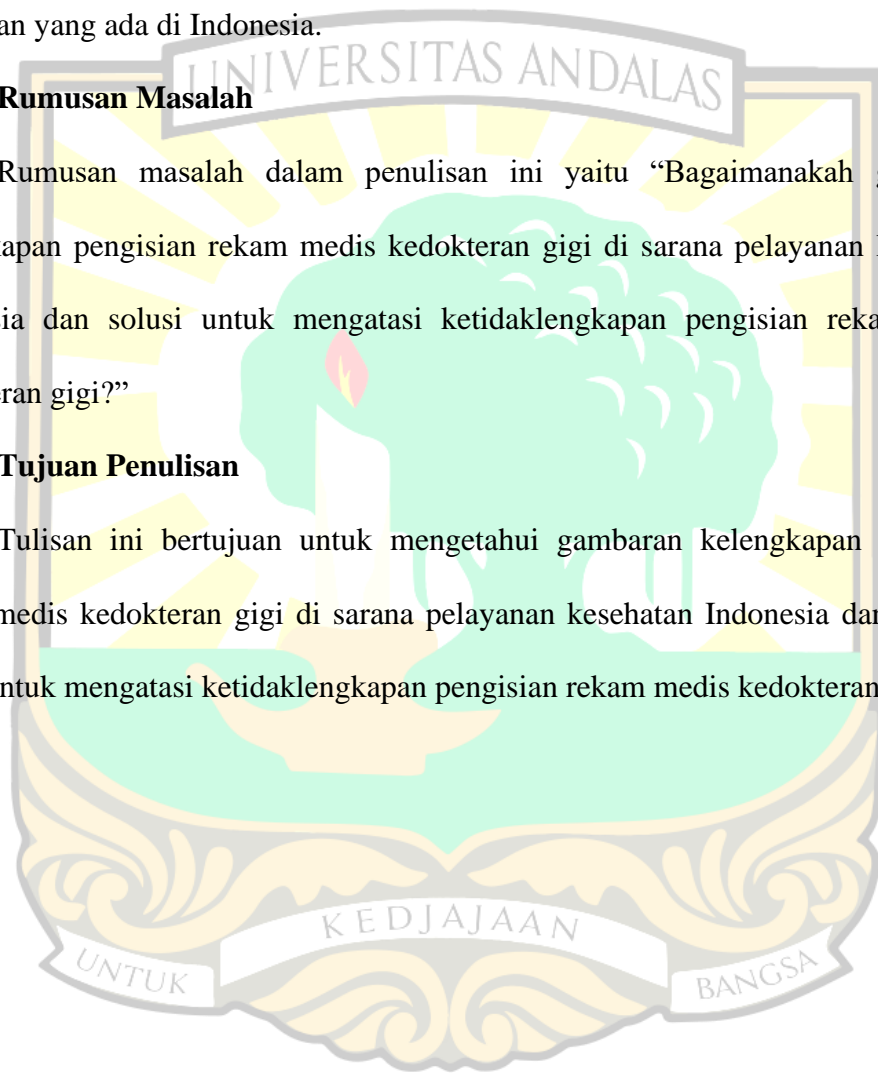 an yang ada di Indonesia.
UNIVERSITAS ANDALAS
Rumusan Masalah
Rumusan masalah dalam penulisan ini yaitu “Bagaimanakah g
kapan pengisian rekam medis kedokteran gigi di sarana pelayanan
sia dan solusi untuk mengatasi ketidaklengkapan pengisian reka
eran gigi?”
Tujuan Penulisan
Tulisan ini bertujuan untuk mengetahui gambaran kelengkapan
medis kedokteran gigi di sarana pelayanan kesehatan Indonesia dan
ntuk mengatasi ketidaklengkapan pengisian rekam medis kedokteran
UNTUK KEDJAJAAN BANGSA